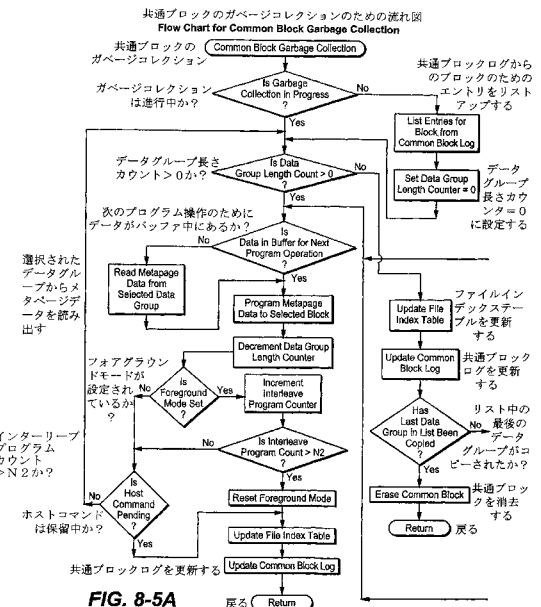 共通ブロックのガベージコレクションのための流れ図
Flow Chart for Common Block Garbage Collection
共通ブロックの
ガベージコレクション
Common Block Garbage Collection
ガベージコレクション
は進行中か?
Is Garbage
Collection in Progress
?
No
Yes
共通ブロックログから
のブロックのための
エントリをリスト
アップする
List Entries for
Block from
Common Block Log
Set Data Group
Length Counter = 0
データ
グループ
長さカウ
ンタ=0
に設定する
データグループ長さ
カウント>0か?
Is Data
Group Length Count > 0
?
No
Yes
次のプログラム操作のために
データがバッファ中にあるか?
Is
Data in Buffer for Next
Program Operation
?
No
Yes
選択された
データグル
ープからメ
タページデ
ータを読み
出す
Read Metapage
Data from
Selected Data
Group
Program Metapage
Data to Selected Block
Decrement Data Group
Length Counter
フォアグラウン
ドモードが
設定され
ているか
?
Is
Foreground
Mode Set
?
No
Yes
Increment
Interleave
Program Counter
インターリーブ
プログラム
カウント
>N2か?
Is Interleave
Program Count > N2
?
No
Yes
Is
Host
Command
Pending
?
No
Yes
ホストコマンド
は保留中か?
Reset Foreground Mode
Update File Index Table
共通ブロックログを更新する
Update Common Block Log
戻る
Return
Update File
Index Table
ファイルイン
デックステー
ブルを更新
する
Update Common
Block Log
共通ブロック
ログを更新
する
Has
Last Data
Group in List Been
Copied
?
No
Yes
リスト中の
最後の
データ
グループがコ
ピーされたか?
Erase Common Block
共通ブロッ
クを消去
する
Return
戻る
FIG. 8-5A